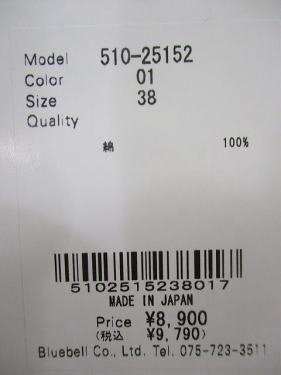 Model 510-25152
Color 01
Size 38
Quality
綿 100%
5102515238017
MADE IN JAPAN
Price ¥8,900
(税込 ¥9,790)
Bluebell Co., Ltd. Tel. 075-723-3511